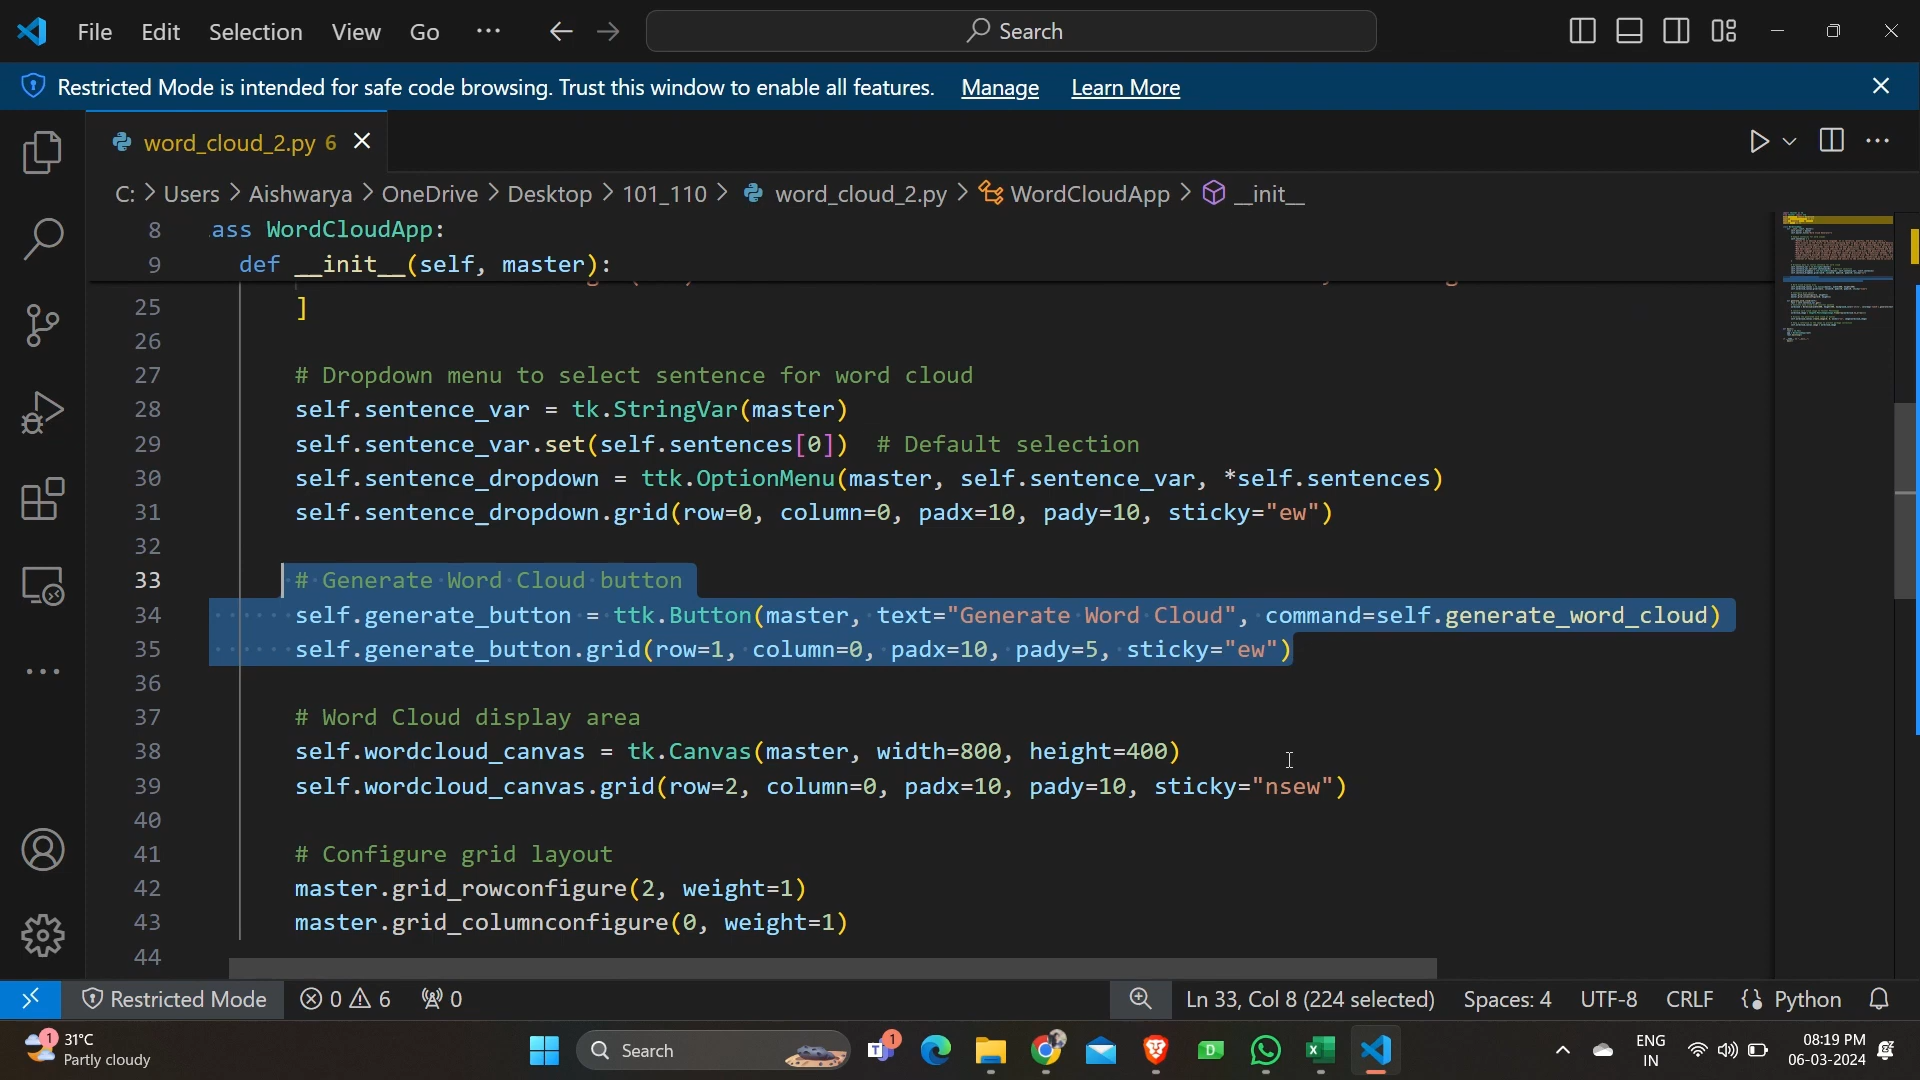 File Edit Selection View Go ··· Search
Restricted Mode is intended for safe code browsing. Trust this window to enable all features. Manage Learn More
word_cloud_2.py 6
C: > Users > Aishwarya > OneDrive > Desktop > 101_110 > word_cloud_2.py > WordCloudApp > __init__
8 ass WordCloudApp:
9 def __init__(self, master):
25 ]
26
27 # Dropdown menu to select sentence for word cloud
28 self.sentence_var = tk.StringVar(master)
29 self.sentence_var.set(self.sentences[0]) # Default selection
30 self.sentence_dropdown = ttk.OptionMenu(master, self.sentence_var, *self.sentences)
31 self.sentence_dropdown.grid(row=0, column=0, padx=10, pady=10, sticky="ew")
32
33 # Generate Word Cloud button
34 self.generate_button = ttk.Button(master, text="Generate Word Cloud", command=self.generate_word_cloud)
35 self.generate_button.grid(row=1, column=0, padx=10, pady=5, sticky="ew")
36
37 # Word Cloud display area
38 self.wordcloud_canvas = tk.Canvas(master, width=800, height=400)
39 self.wordcloud_canvas.grid(row=2, column=0, padx=10, pady=10, sticky="nsew")
40
41 # Configure grid layout
42 master.grid_rowconfigure(2, weight=1)
43 master.grid_columnconfigure(0, weight=1)
44
Restricted Mode 0 6 0 Ln 33, Col 8 (224 selected) Spaces: 4 UTF-8 CRLF Python
1 31°C Search 1 ENG 08:19 PM
Partly cloudy IN 06-03-2024